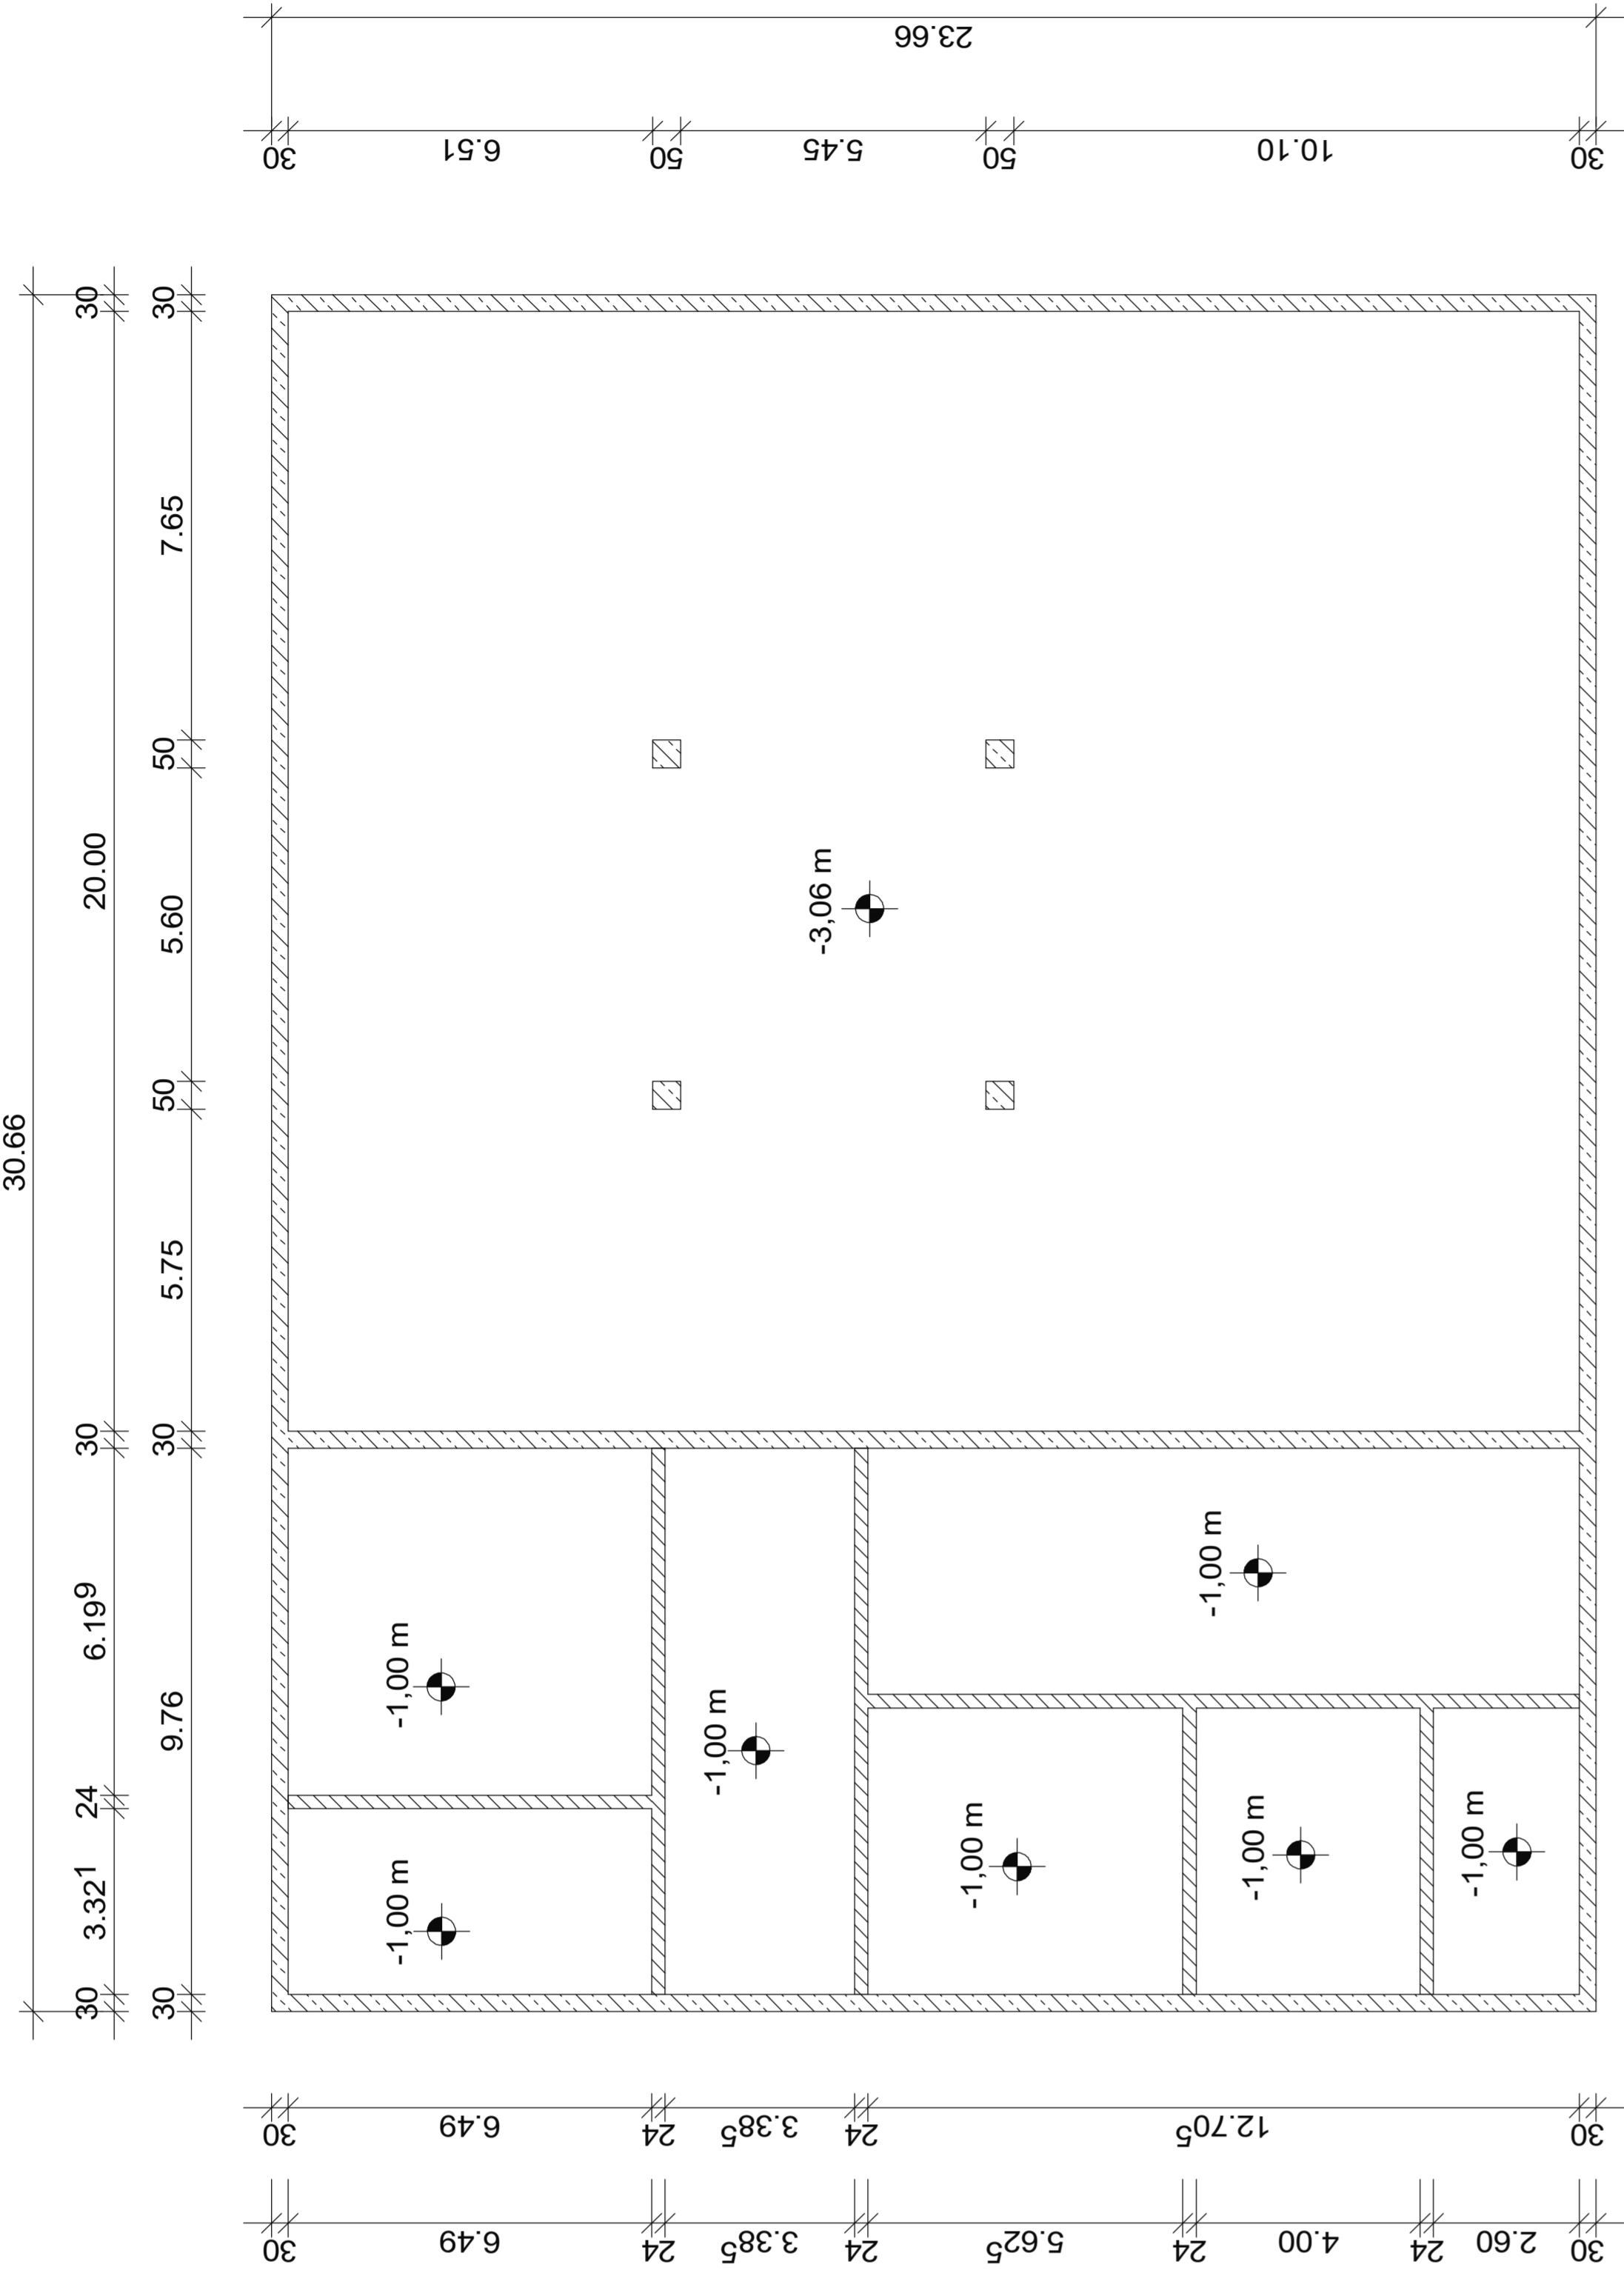 23.66
30 6.51 50 5.45 50 10.10 30
30.66
30 3.32¹ 24 6.19⁹ 30 20.00 30
30 9.76 30 5.75 50 5.60 50 7.65 30
-3,06 m
-1,00 m
-1,00 m
-1,00 m
-1,00 m
-1,00 m
-1,00 m
-1,00 m
30 6.49 24 3.38⁵ 24 12.70⁵ 30
30 6.49 24 3.38⁵ 24 5.62⁵ 24 4.00 24 2.60 30